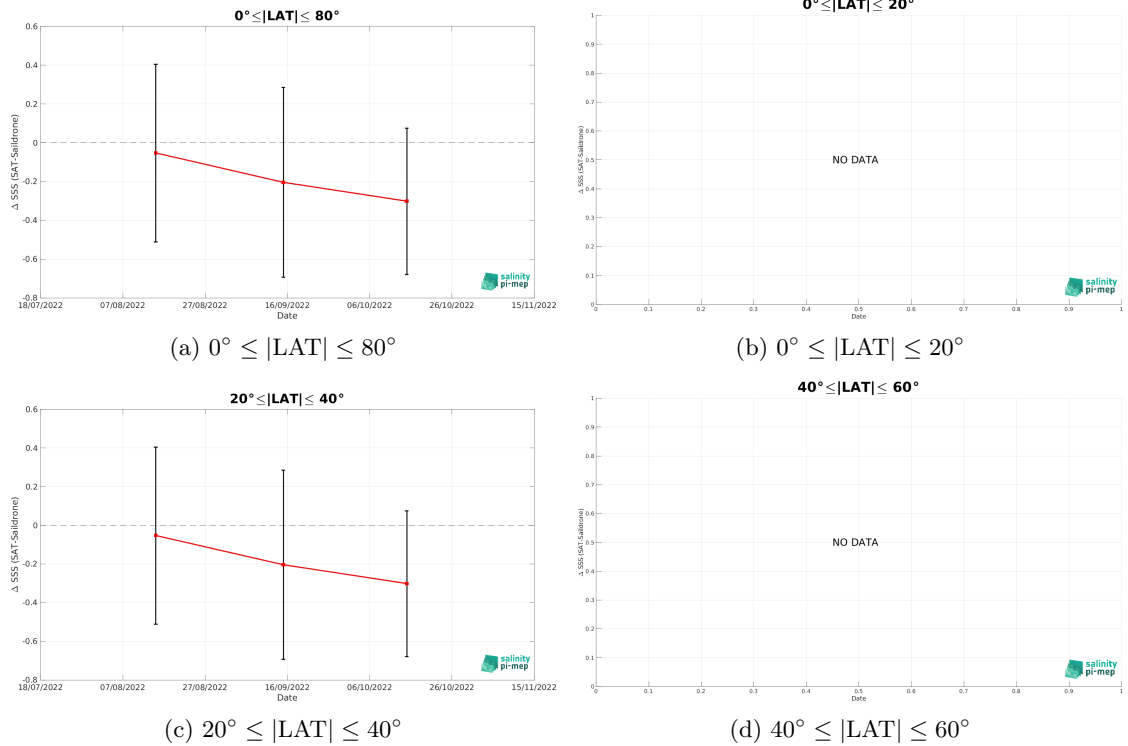 0°≤|LAT|≤ 80°
0.6
0.4
0.2
0
-0.2
-0.4
-0.6
-0.8
Δ SSS (SAT-Saildrone)
18/07/2022 07/08/2022 27/08/2022 16/09/2022 06/10/2022 26/10/2022 15/11/2022
Date
salinity
pi-mep
(a) 0° ≤ |LAT| ≤ 80°
0°≤|LAT|≤ 20°
1
0.9
0.8
0.7
0.6
0.5
0.4
0.3
0.2
0.1
0
Δ SSS (SAT-Saildrone)
NO DATA
0 0.1 0.2 0.3 0.4 0.5 0.6 0.7 0.8 0.9 1
Date
salinity
pi-mep
(b) 0° ≤ |LAT| ≤ 20°
20°≤|LAT|≤ 40°
0.6
0.4
0.2
0
-0.2
-0.4
-0.6
-0.8
Δ SSS (SAT-Saildrone)
18/07/2022 07/08/2022 27/08/2022 16/09/2022 06/10/2022 26/10/2022 15/11/2022
Date
salinity
pi-mep
(c) 20° ≤ |LAT| ≤ 40°
40°≤|LAT|≤ 60°
1
0.9
0.8
0.7
0.6
0.5
0.4
0.3
0.2
0.1
0
Δ SSS (SAT-Saildrone)
NO DATA
0 0.1 0.2 0.3 0.4 0.5 0.6 0.7 0.8 0.9 1
Date
salinity
pi-mep
(d) 40° ≤ |LAT| ≤ 60°